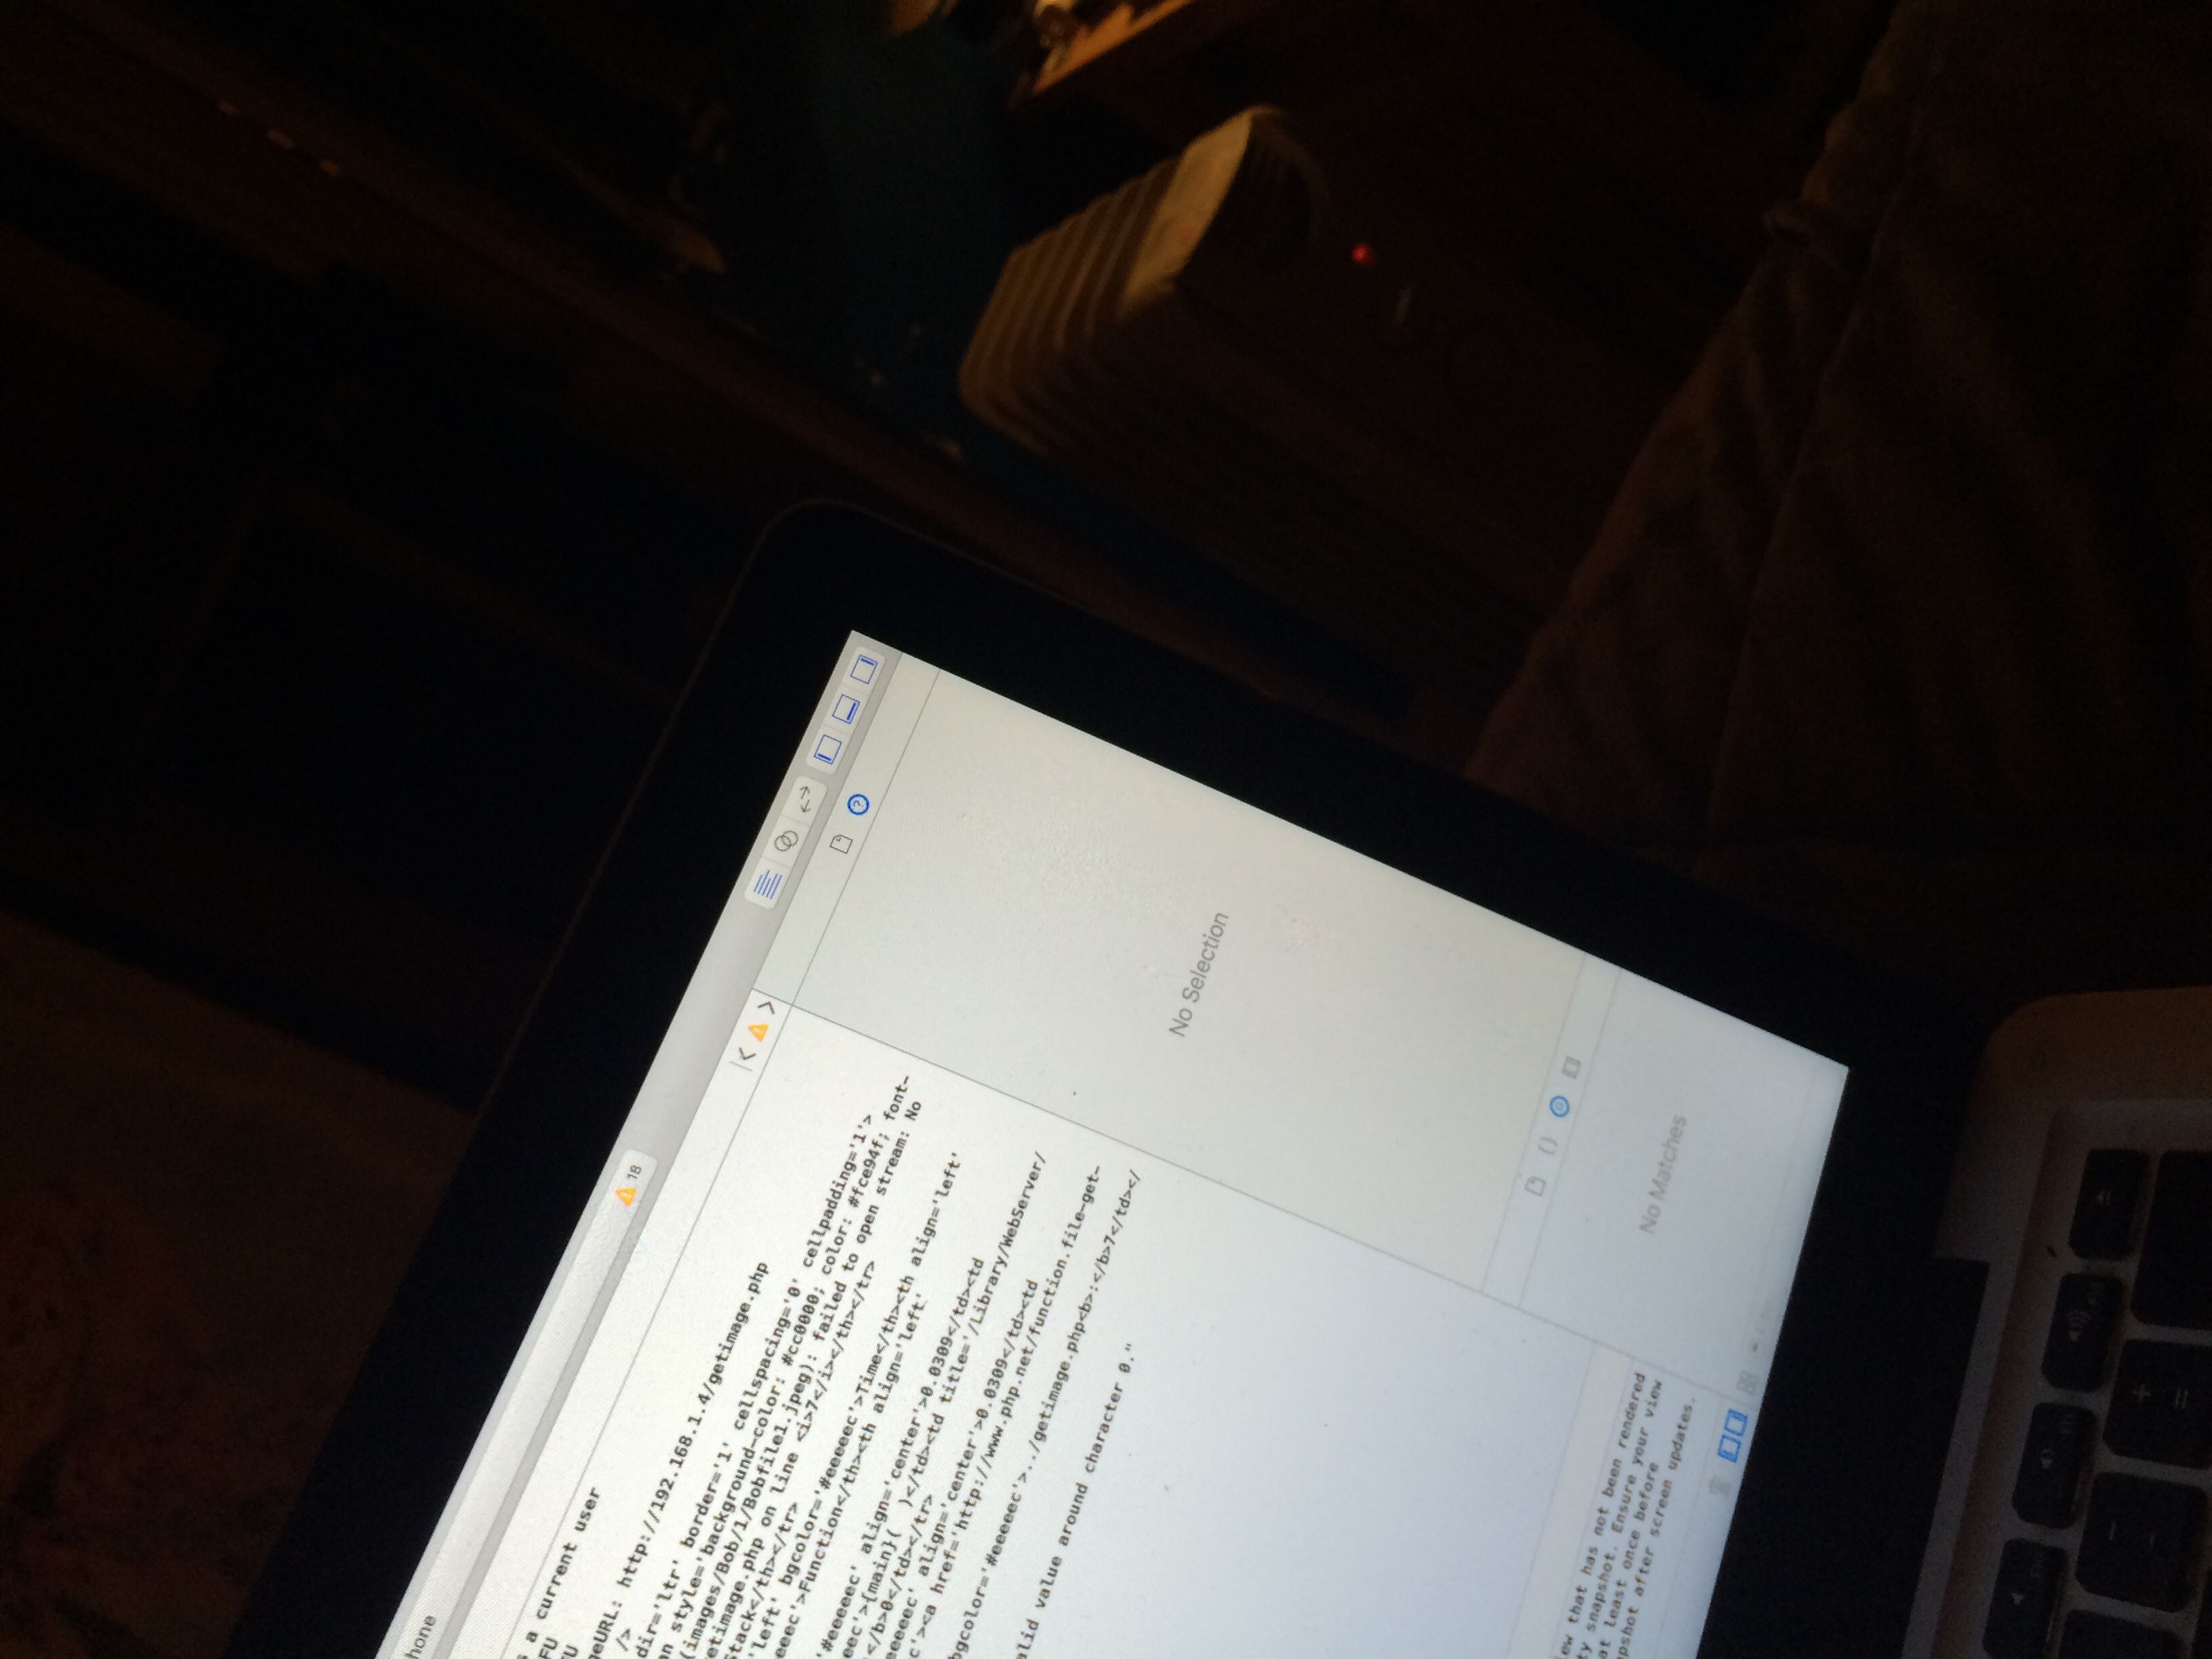 hone
18
s a current user
FU
U
geURL: http://192.168.1.4/getimage.php
/>
dir='ltr' border='1' cellspacing='0' cellpadding='1'>
an style='background-color: #cc0000; color: #fce94f; font-
(images/Bob/1/Bobfile1.jpeg): failed to open stream: No
etimage.php on line <i>7</i></th></tr>
Stack</th></tr>
'left' bgcolor='#eeeeec'>Time</th><th align='left'
eeeec'>Function</th><th align='left'
'#eeeeec' align='center'>0.0309</td><td
eec'>{main}( )</td><td title='/Library/WebServer/
</b>0</td></tr>
eeeeec' align='center'>0.0309</td><td
c'><a href='http://www.php.net/function.file-get-
bgcolor='#eeeeec'>../getimage.php<b>:</b>7</td></
alid value around character 0."
No Selection
iew that has not been rendered
ty snapshot. Ensure your view
at least once before
pshot after screen updates.
No Matches